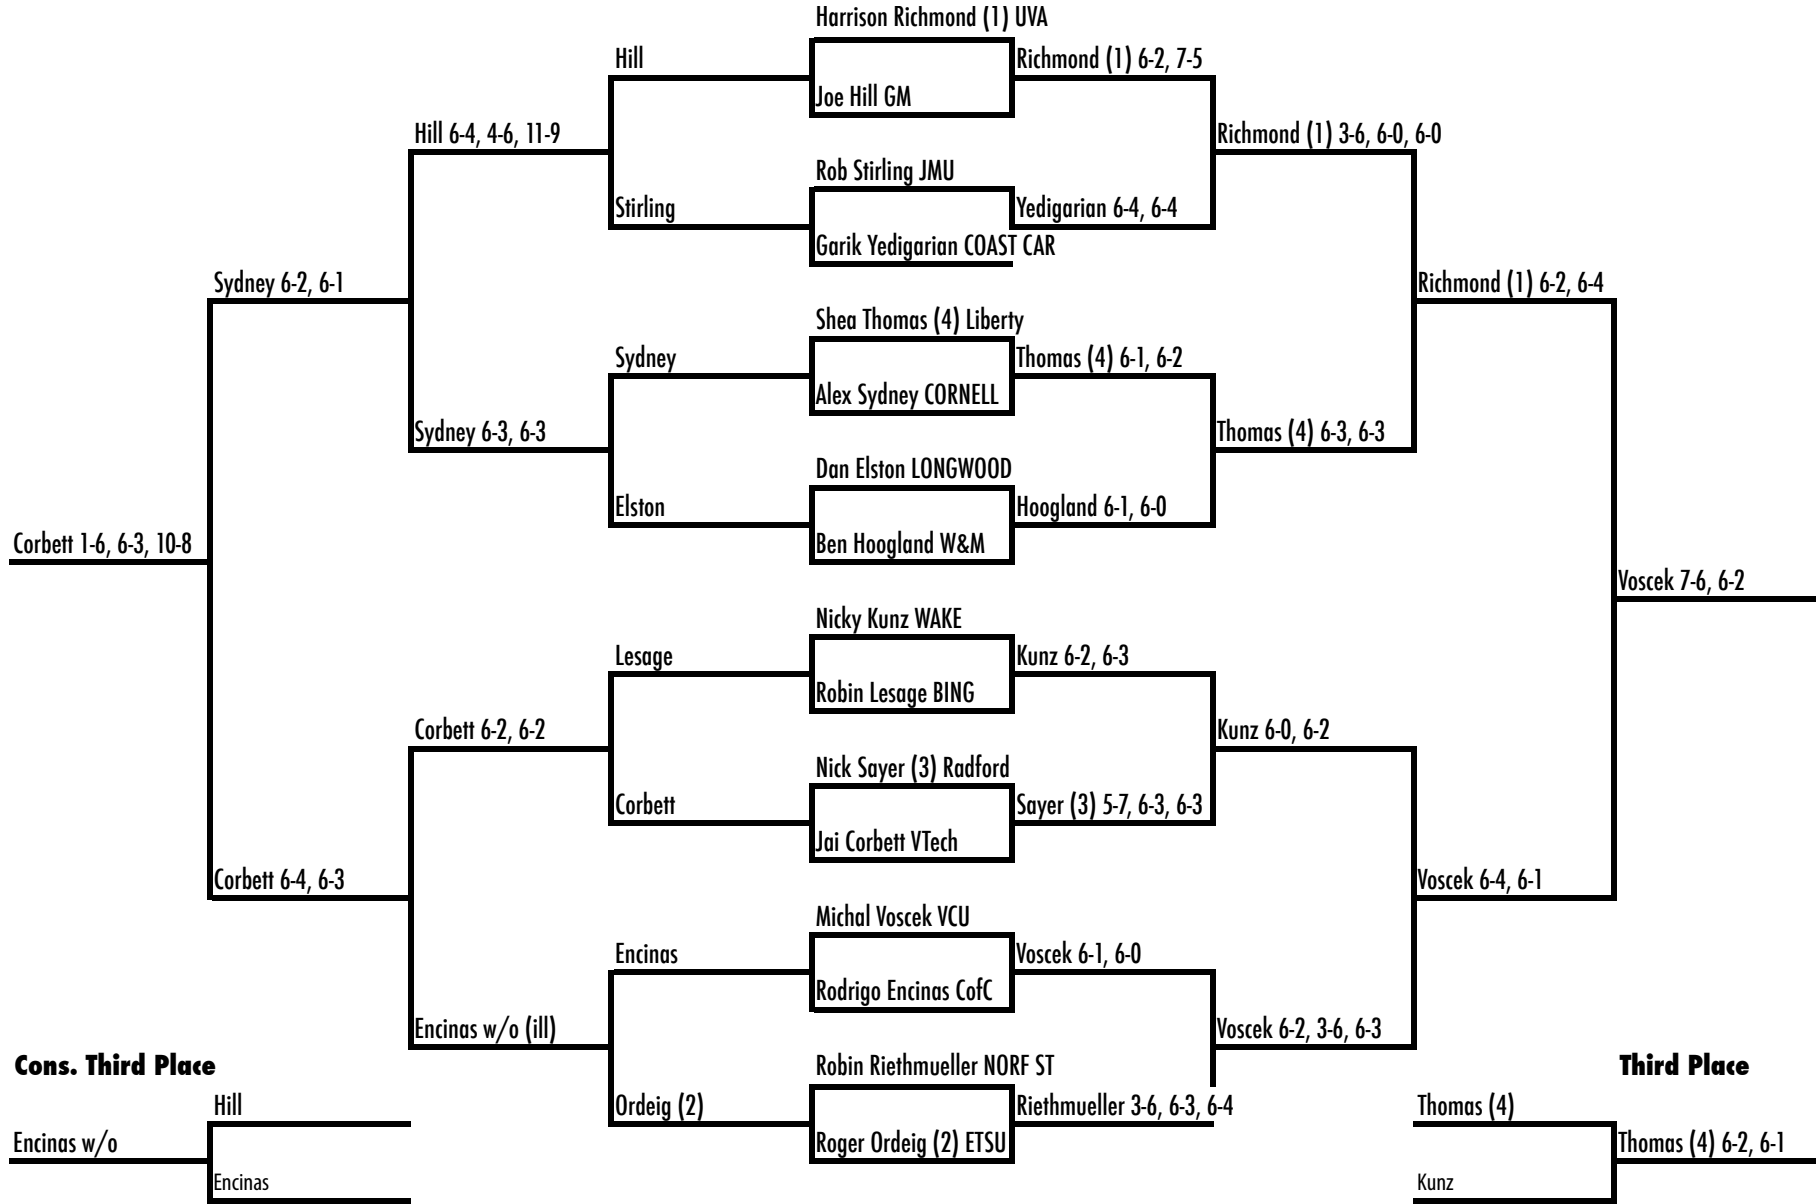 Harrison Richmond (1) UVA
Hill
Richmond (1) 6-2, 7-5
Joe Hill GM
Hill 6-4, 4-6, 11-9
Richmond (1) 3-6, 6-0, 6-0
Rob Stirling JMU
Stirling
Yedigarian 6-4, 6-4
Garik Yedigarian COAST CAR
Sydney 6-2, 6-1
Richmond (1) 6-2, 6-4
Shea Thomas (4) Liberty
Sydney
Thomas (4) 6-1, 6-2
Alex Sydney CORNELL
Sydney 6-3, 6-3
Thomas (4) 6-3, 6-3
Dan Elston LONGWOOD
Elston
Hoogland 6-1, 6-0
Ben Hoogland W&M
Corbett 1-6, 6-3, 10-8
Voscek 7-6, 6-2
Nicky Kunz WAKE
Lesage
Kunz 6-2, 6-3
Robin Lesage BING
Corbett 6-2, 6-2
Kunz 6-0, 6-2
Nick Sayer (3) Radford
Corbett
Sayer (3) 5-7, 6-3, 6-3
Jai Corbett VTech
Corbett 6-4, 6-3
Voscek 6-4, 6-1
Michal Voscek VCU
Encinas
Voscek 6-1, 6-0
Rodrigo Encinas CofC
Encinas w/o (ill)
Voscek 6-2, 3-6, 6-3
Cons. Third Place
Robin Riethmueller NORF ST
Third Place
Hill
Ordeig (2)
Riethmueller 3-6, 6-3, 6-4
Thomas (4)
Encinas w/o
Roger Ordeig (2) ETSU
Thomas (4) 6-2, 6-1
Encinas
Kunz